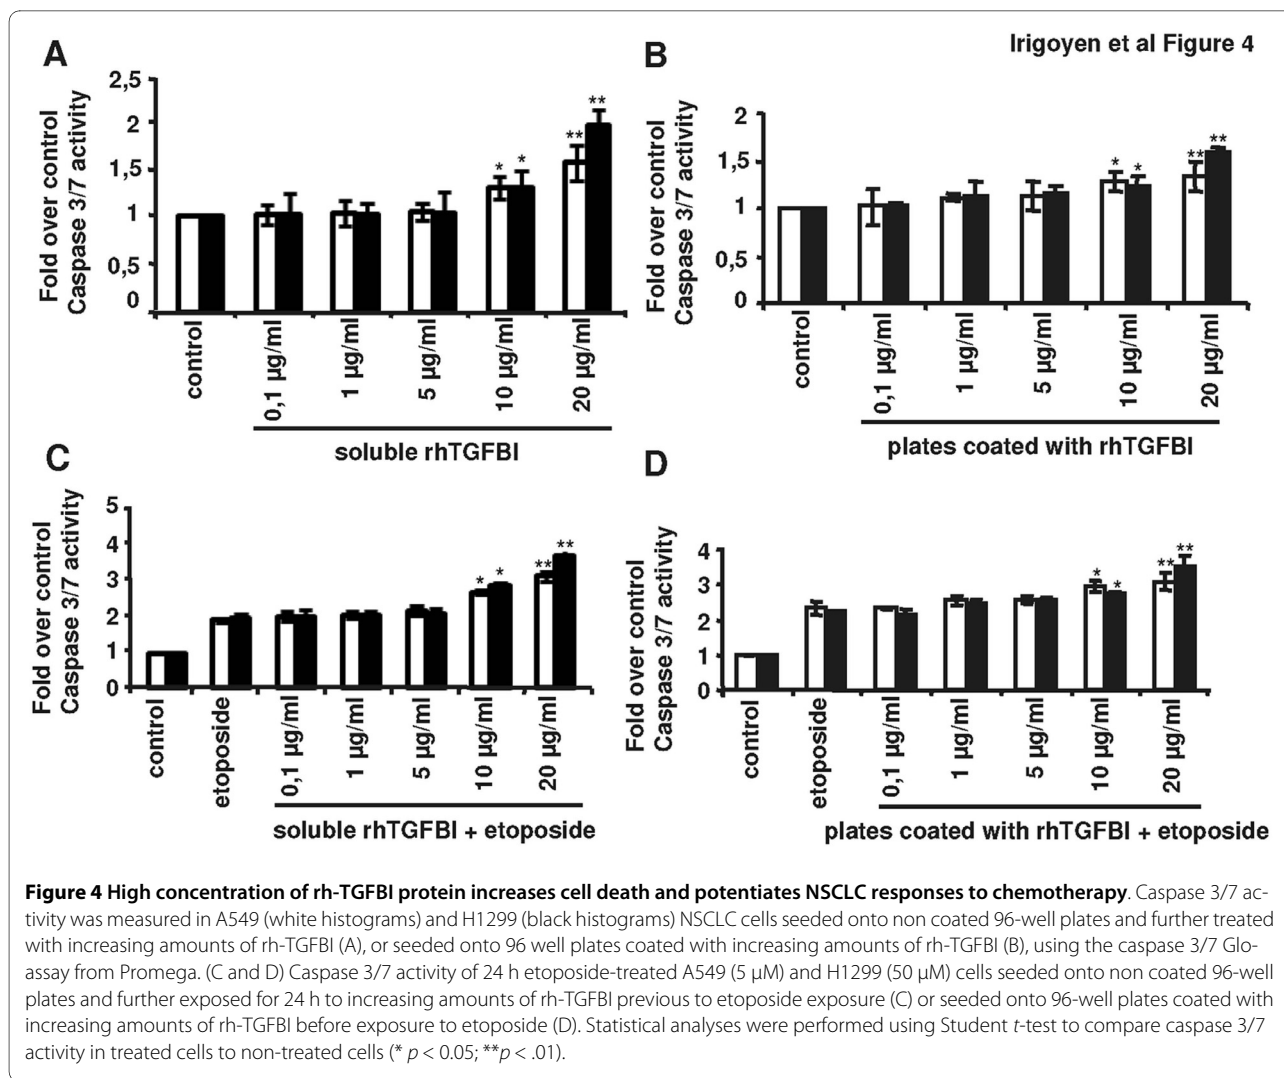 A
Irigoyen et al Figure 4
B
2,5
2
1,5
1
0,5
0
Fold over control
Caspase 3/7 activity
* * ** **
control
0,1 µg/ml
1 µg/ml
5 µg/ml
10 µg/ml
20 µg/ml
soluble rhTGFBI
2
1,5
1
0,5
0
Fold over control
Caspase 3/7 activity
* * ** **
control
0,1 µg/ml
1 µg/ml
5 µg/ml
10 µg/ml
20 µg/ml
plates coated with rhTGFBI
C
5
4
3
2
1
0
Fold over control
Caspase 3/7 activity
* * ** **
control
etoposide
0,1 µg/ml
1 µg/ml
5 µg/ml
10 µg/ml
20 µg/ml
soluble rhTGFBI + etoposide
D
4
3
2
1
0
Fold over control
Caspase 3/7 activity
* * ** **
control
etoposide
0,1 µg/ml
1 µg/ml
5 µg/ml
10 µg/ml
20 µg/ml
plates coated with rhTGFBI + etoposide
Figure 4 High concentration of rh-TGFBI protein increases cell death and potentiates NSCLC responses to chemotherapy. Caspase 3/7 ac-
tivity was measured in A549 (white histograms) and H1299 (black histograms) NSCLC cells seeded onto non coated 96-well plates and further treated
with increasing amounts of rh-TGFBI (A), or seeded onto 96 well plates coated with increasing amounts of rh-TGFBI (B), using the caspase 3/7 Glo-
assay from Promega. (C and D) Caspase 3/7 activity of 24 h etoposide-treated A549 (5 µM) and H1299 (50 µM) cells seeded onto non coated 96-well
plates and further exposed for 24 h to increasing amounts of rh-TGFBI previous to etoposide exposure (C) or seeded onto 96-well plates coated with
increasing amounts of rh-TGFBI before exposure to etoposide (D). Statistical analyses were performed using Student t-test to compare caspase 3/7
activity in treated cells to non-treated cells (* p < 0.05; **p < .01).